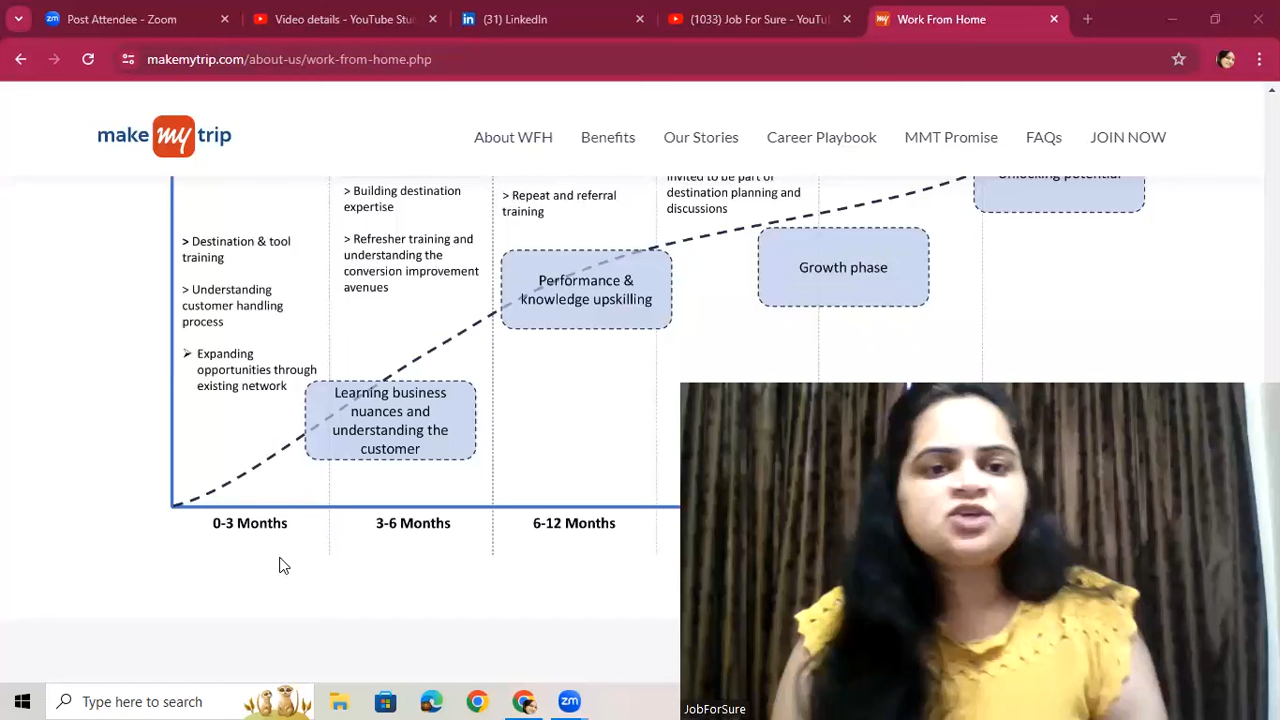 Post Attendee - Zoom
Video details - YouTube Stu
(31) LinkedIn
(1033) Job For Sure - YouTu
Work From Home
makemytrip.com/about-us/work-from-home.php
make my trip
About WFH
Benefits
Our Stories
Career Playbook
MMT Promise
FAQs
JOIN NOW
> Destination & tool
training
> Understanding
customer handling
process
➢ Expanding
opportunities through
existing network
> Building destination
expertise
> Refresher training and
understanding the
conversion improvement
avenues
> Repeat and referral
training
invited to be part of
destination planning and
discussions
Unlocking potential
Growth phase
Performance &
knowledge upskilling
Learning business
nuances and
understanding the
customer
0-3 Months
3-6 Months
6-12 Months
JobForSure
Type here to search
zm